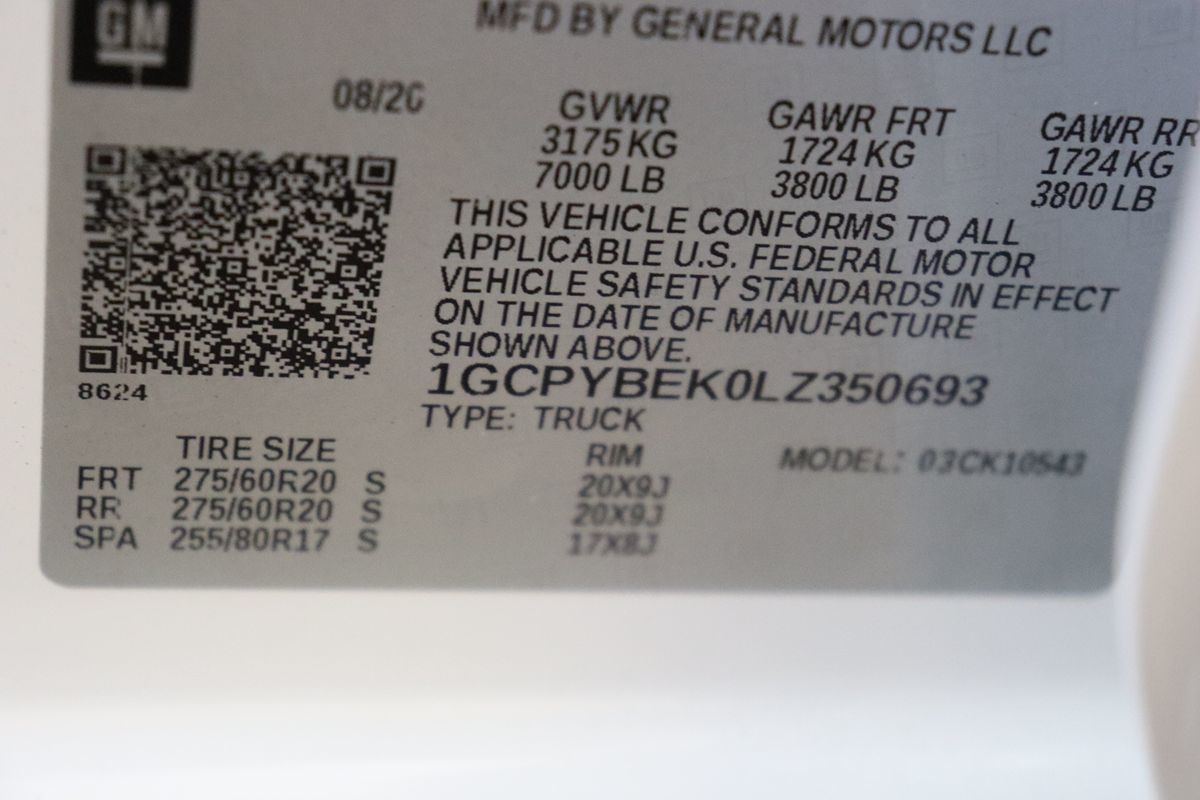 GM
MFD BY GENERAL MOTORS LLC
08/20
GVWR GAWR FRT GAWR RR
3175 KG 1724 KG 1724 KG
7000 LB 3800 LB 3800 LB
THIS VEHICLE CONFORMS TO ALL
APPLICABLE U.S. FEDERAL MOTOR
VEHICLE SAFETY STANDARDS IN EFFECT
ON THE DATE OF MANUFACTURE
SHOWN ABOVE.
8624
1GCPYBEK0LZ350693
TYPE: TRUCK
TIRE SIZE RIM MODEL: 03CK10543
FRT 275/60R20 S 20X9J
RR 275/60R20 S 20X9J
SPA 255/80R17 S 17X8J